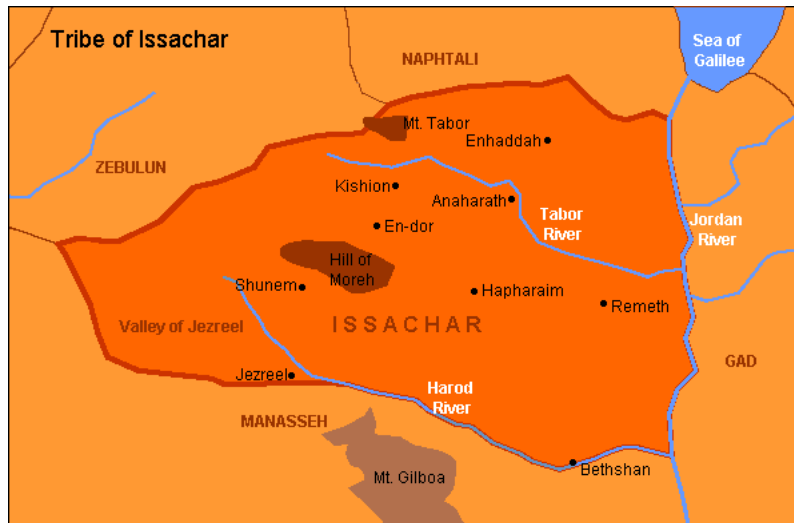 Tribe of Issachar
Sea of
Galilee
NAPHTALI
Mt. Tabor
Enhaddah
ZEBULUN
Kishion
Anaharath
Tabor
River
Jordan
River
En-dor
Hill of
Moreh
Shunem
Hapharaim
Remeth
Valley of Jezreel
ISSACHAR
GAD
Jezreel
Harod
River
MANASSEH
Mt. Gilboa
Bethshan